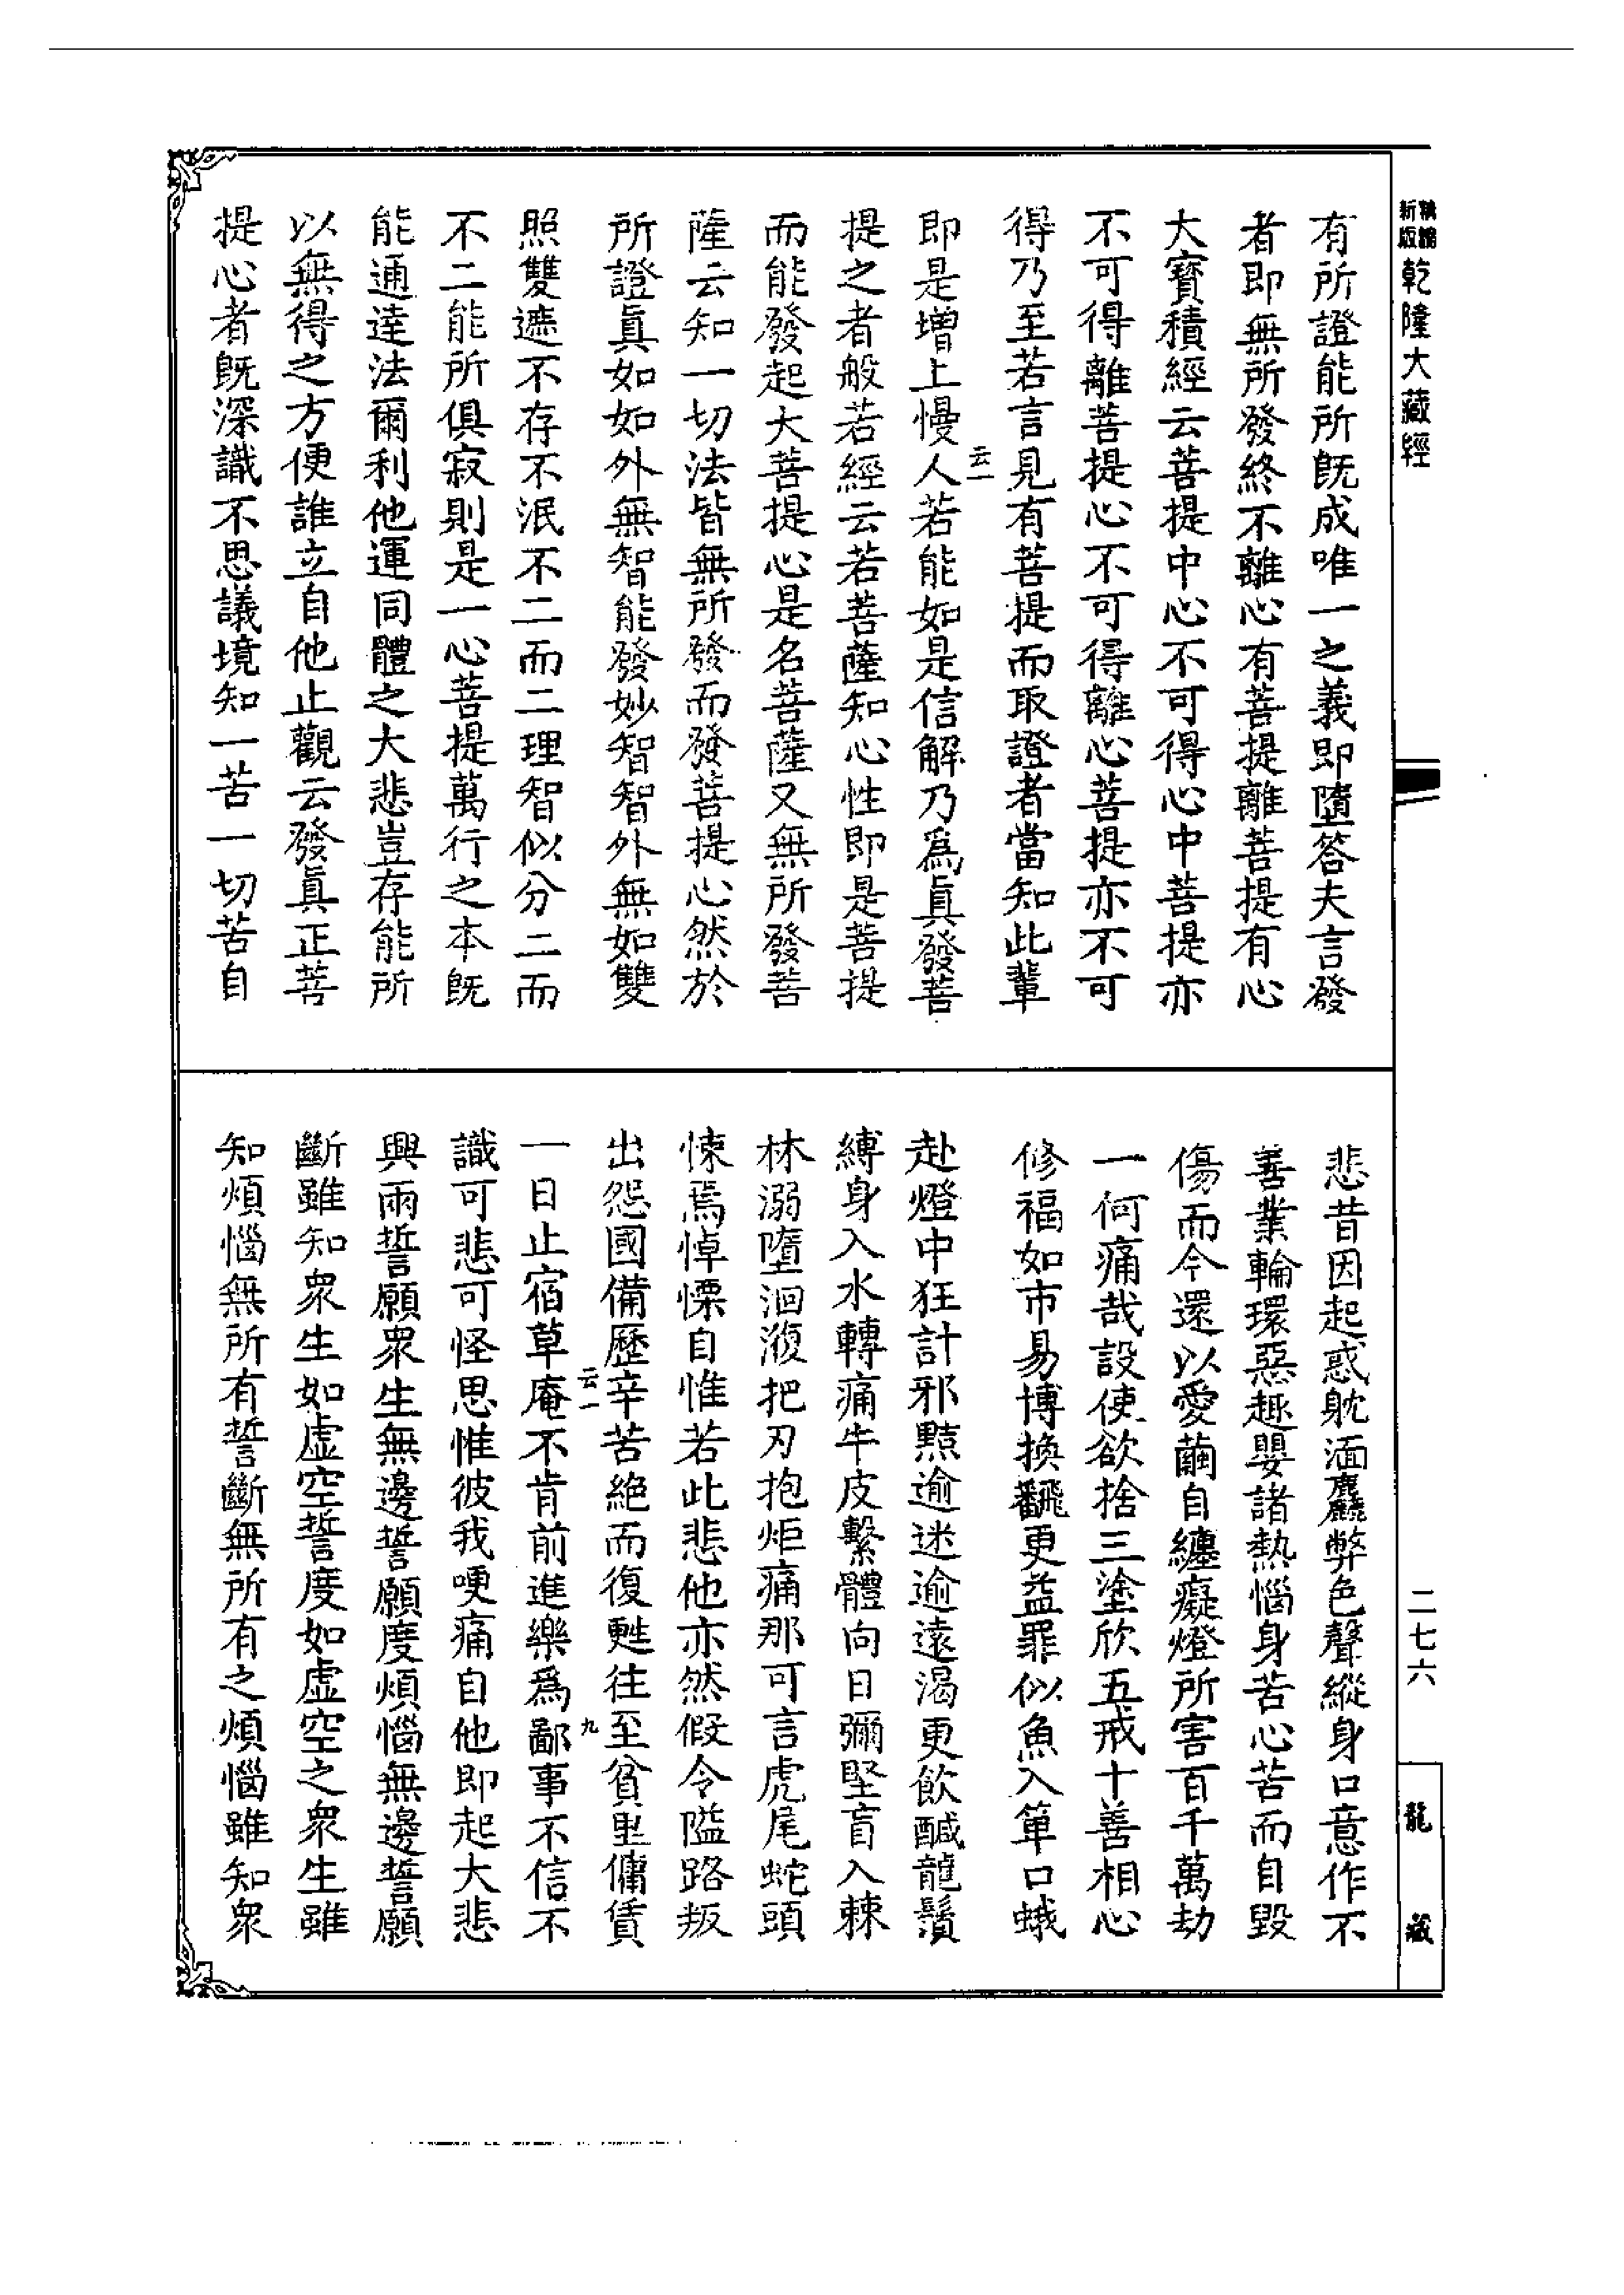 新版精縮乾隆大藏經
有所證能所旣成唯一之義即墮答夫言發
者即無所發終不離心有菩提離菩提有心
大寶積經云菩提中心不可得心中菩提亦
不可得離菩提心不可得離心菩提亦不可
得乃至若言見有菩提而取證者當知此輩
云一
即是增上慢人若能如是信解乃爲眞發菩
提之者般若經云若菩薩知心性即是菩提
而能發起大菩提心是名菩薩又無所發菩
薩云知一切法皆無所發而發菩提心然於
所證眞如如外無智能發妙智智外無如雙
照雙遮不存不泯不二而二理智似分二而
不二能所俱寂則是一心菩提萬行之本旣
能通達法爾利他運同體之大悲豈存能所
以無得之方便誰立自他止觀云發眞正菩
提心者旣深識不思議境知一苦一切苦自
悲昔因起惑躭湎麤弊色聲縱身口意作不
善業輪環惡趣嬰諸熱惱身苦心苦而自毀
傷而今還以愛繭自纏癡燈所害百千萬劫
一何痛哉設使欲捨三塗欣五戒十善相心
修福如市易博換翻更益罪似魚入笱口蛾
赴燈中狂計邪黠逾迷逾遠渴更飲鹹龍鬚
縛身入水轉痛牛皮繫體向日彌堅盲入棘
林溺墮洄澓把刃抱炬痛那可言虎尾蛇頭
悚焉悼慄自惟若此悲他亦然假令隘路叛
出怨國備歷辛苦絕而復甦往至貧里傭賃
云一 九
一日止宿草庵不肯前進樂爲鄙事不信不
識可悲可怪思惟彼我哽痛自他即起大悲
興兩誓願衆生無邊誓願度煩惱無邊誓願
斷雖知衆生如虛空誓度如虛空之衆生雖
知煩惱無所有誓斷無所有之煩惱雖知衆
二七六
龍藏